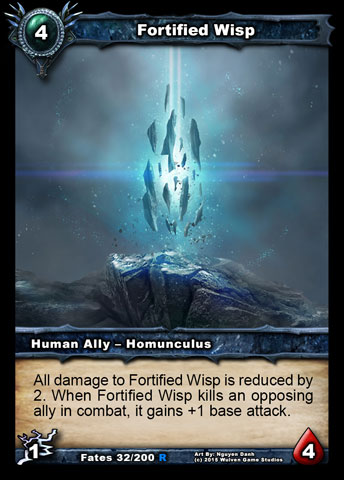 4
Fortified Wisp
Human Ally – Homunculus
All damage to Fortified Wisp is reduced by
2. When Fortified Wisp kills an opposing
ally in combat, it gains +1 base attack.
1
Fates 32/200 R
Art By: Nguyen Danh
(c) 2015 Wulven Game Studios
4